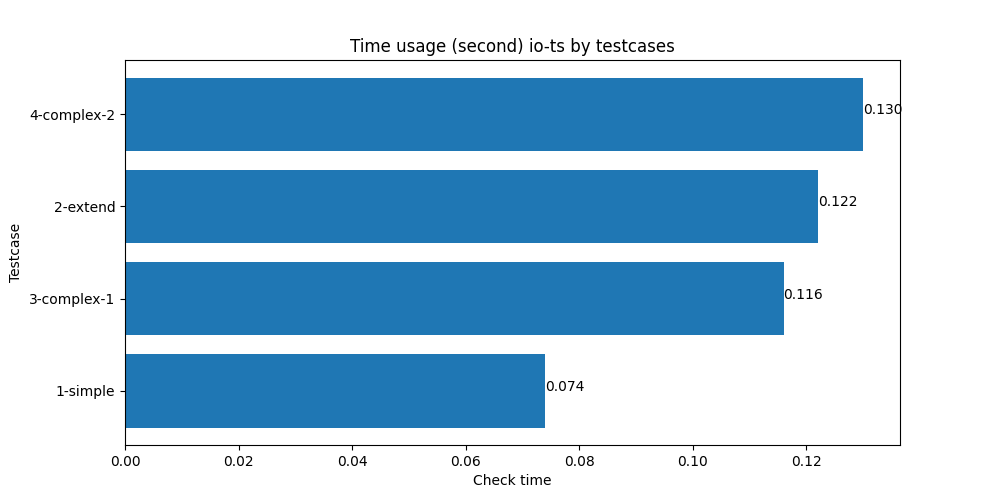 Time usage (second) io-ts by testcases
Testcase
4-complex-2
0.130
2-extend
0.122
3-complex-1
0.116
1-simple
0.074
0.00 0.02 0.04 0.06 0.08 0.10 0.12
Check time